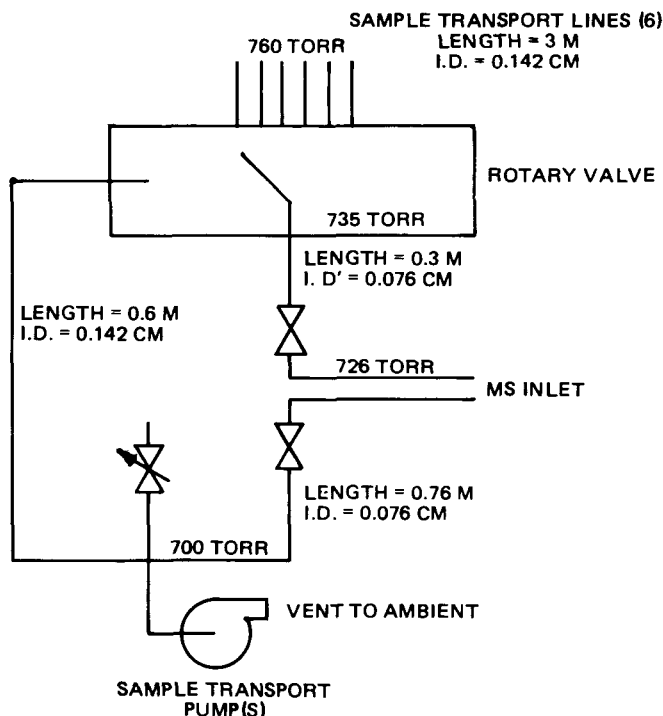 SAMPLE TRANSPORT LINES (6)
LENGTH = 3 M
I.D. = 0.142 CM
760 TORR
ROTARY VALVE
735 TORR
LENGTH = 0.3 M
I. D' = 0.076 CM
LENGTH = 0.6 M
I.D. = 0.142 CM
726 TORR
MS INLET
LENGTH = 0.76 M
I.D. = 0.076 CM
700 TORR
VENT TO AMBIENT
SAMPLE TRANSPORT
PUMP(S)